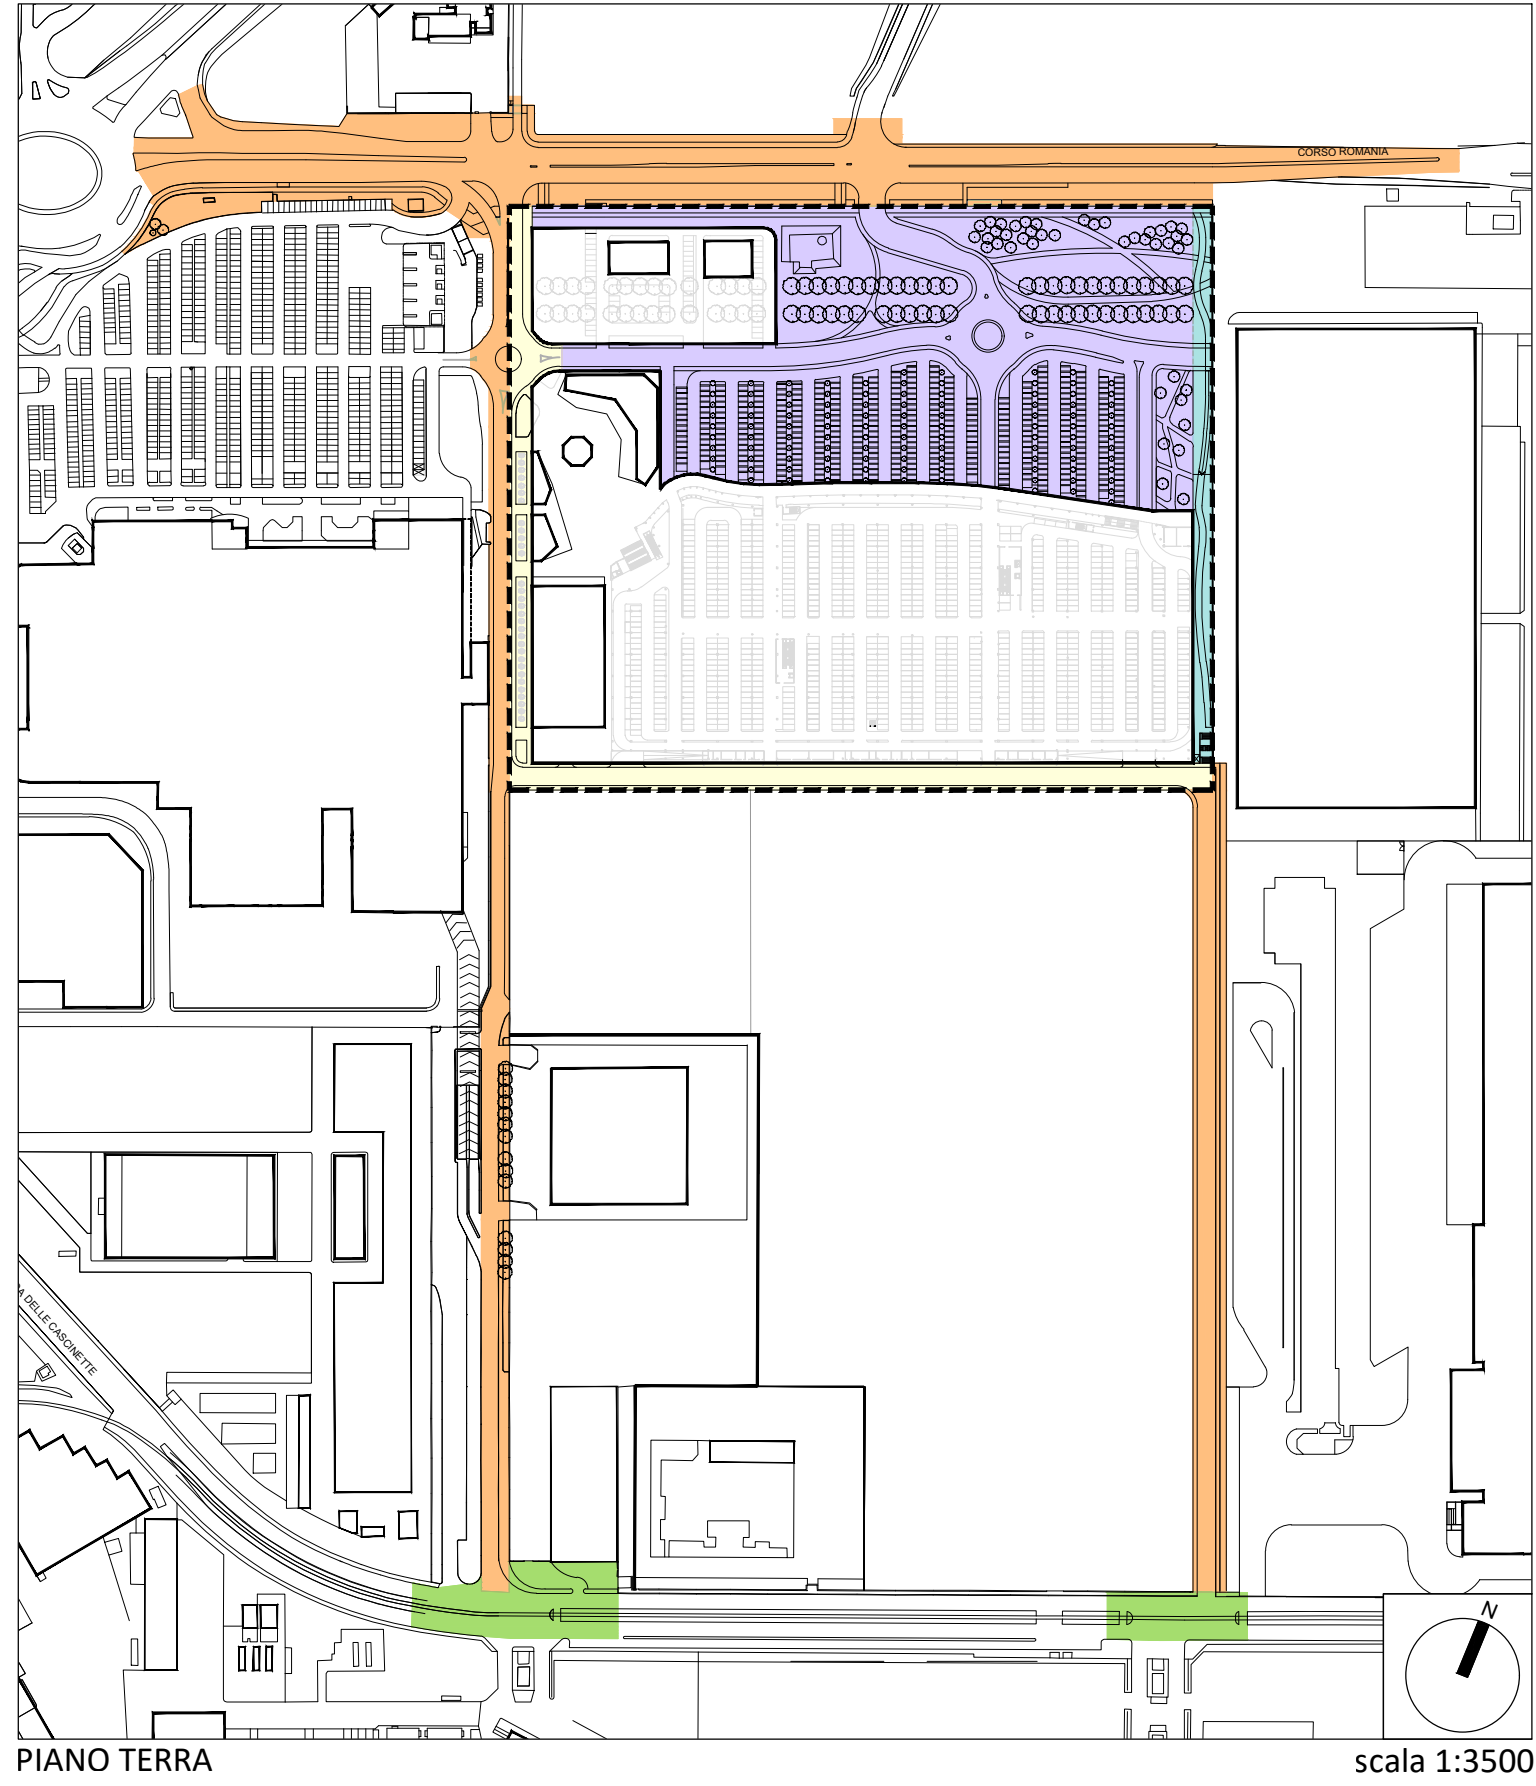 CORSO ROMANIA
DELLE CASCINETTE
N
PIANO TERRA
scala 1:3500